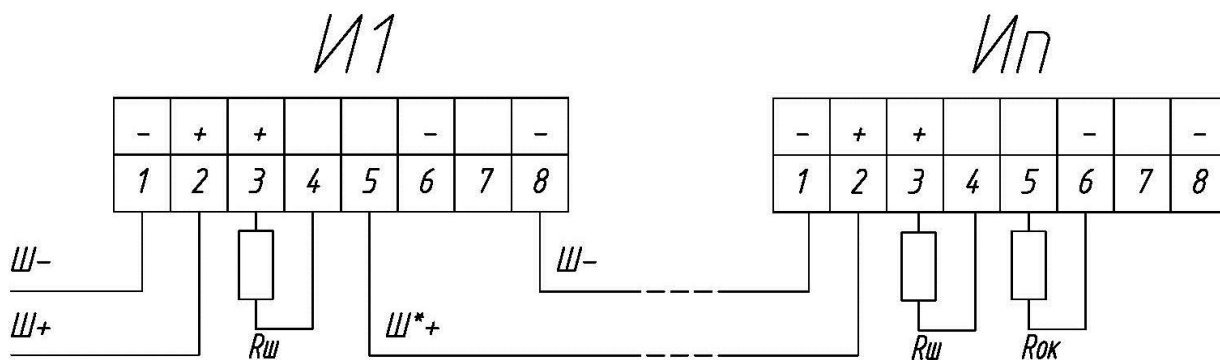 И1 Ип
- + + - - - + + - -
1 2 3 4 5 6 7 8 1 2 3 4 5 6 7 8
Ш- Ш-
Ш+ Rш Ш*+ Rш Rок